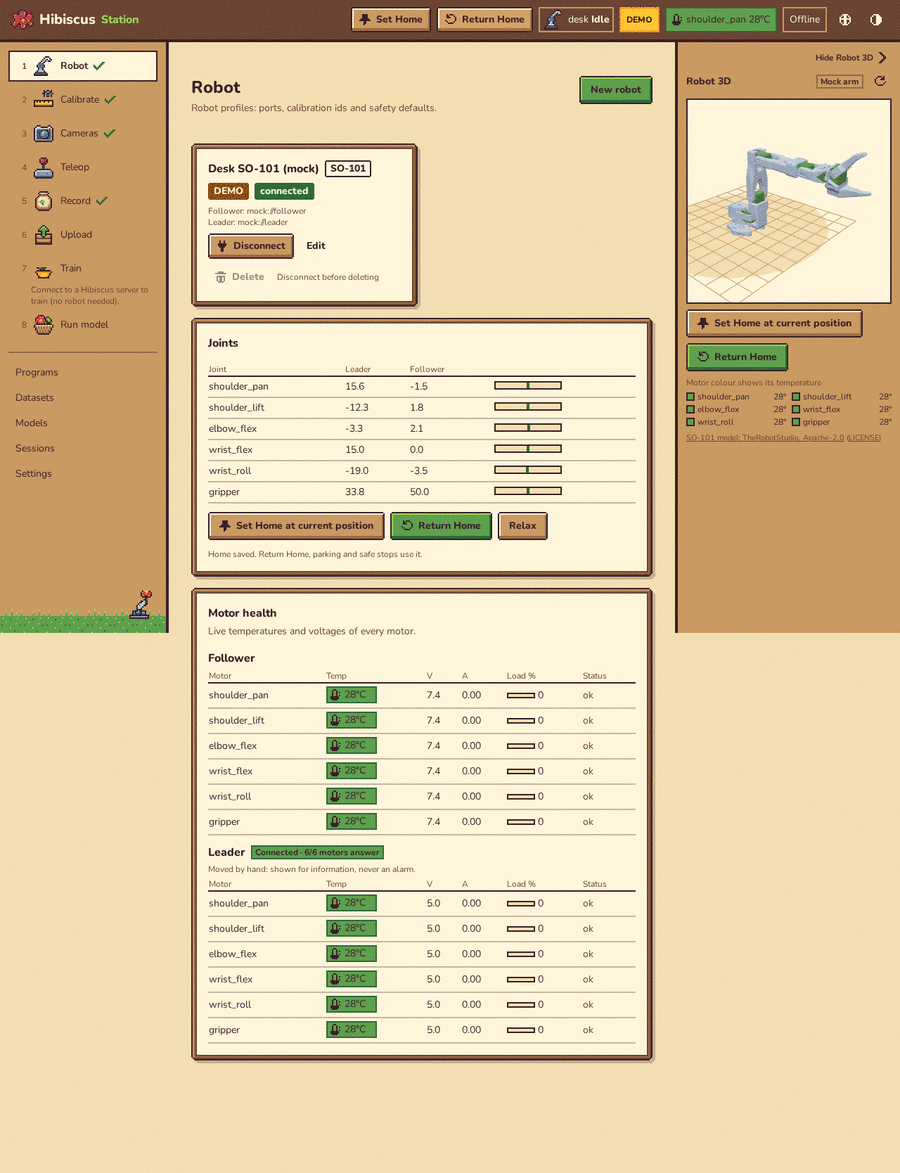 Hibiscus Station
Set Home
Return Home
desk Idle
DEMO
shoulder_pan 28°C
Offline
1 Robot
2 Calibrate
3 Cameras
4 Teleop
5 Record
6 Upload
7 Train
Connect to a Hibiscus server to
train (no robot needed).
8 Run model
Programs
Datasets
Models
Sessions
Settings
Robot
Robot profiles: ports, calibration ids and safety defaults.
New robot
Desk SO-101 (mock) SO-101
DEMO connected
Follower: mock://follower
Leader: mock://leader
Disconnect Edit
Delete Disconnect before deleting
Joints
Joint Leader Follower
shoulder_pan 15.6 -1.5
shoulder_lift -12.3 1.8
elbow_flex -3.3 2.1
wrist_flex 15.0 0.0
wrist_roll -19.0 -3.5
gripper 33.8 50.0
Set Home at current position Return Home Relax
Home saved. Return Home, parking and safe stops use it.
Motor health
Live temperatures and voltages of every motor.
Follower
Motor Temp V A Load % Status
shoulder_pan 28°C 7.4 0.00 0 ok
shoulder_lift 28°C 7.4 0.00 0 ok
elbow_flex 28°C 7.4 0.00 0 ok
wrist_flex 28°C 7.4 0.00 0 ok
wrist_roll 28°C 7.4 0.00 0 ok
gripper 28°C 7.4 0.00 0 ok
Leader Connected · 6/6 motors answer
Moved by hand: shown for information, never an alarm.
Motor Temp V A Load % Status
shoulder_pan 28°C 5.0 0.00 0 ok
shoulder_lift 28°C 5.0 0.00 0 ok
elbow_flex 28°C 5.0 0.00 0 ok
wrist_flex 28°C 5.0 0.00 0 ok
wrist_roll 28°C 5.0 0.00 0 ok
gripper 28°C 5.0 0.00 0 ok
Hide Robot 3D
Robot 3D Mock arm
Set Home at current position
Return Home
Motor colour shows its temperature
shoulder_pan 28° shoulder_lift 28°
elbow_flex 28° wrist_flex 28°
wrist_roll 28° gripper 28°
SO-101 model: TheRobotStudio, Apache-2.0 (LICENSE)